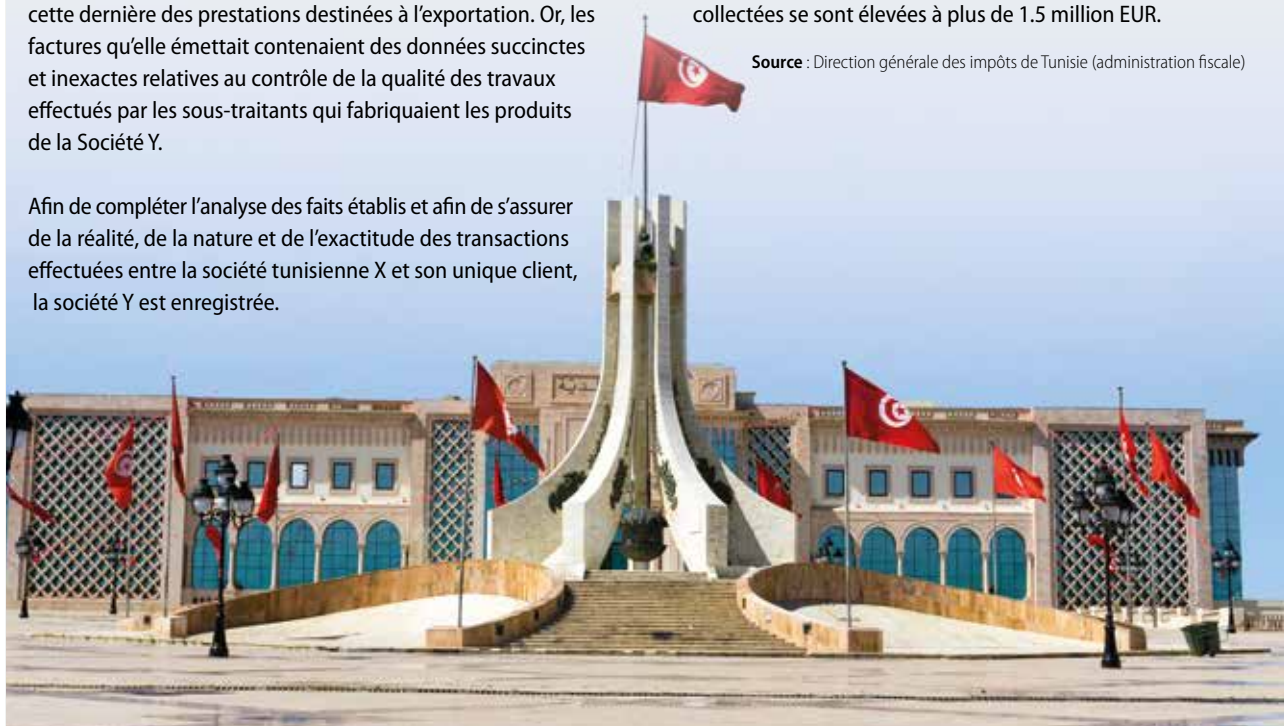 cette dernière des prestations destinées à l’exportation. Or, les
factures qu’elle émettait contenaient des données succinctes
et inexactes relatives au contrôle de la qualité des travaux
effectués par les sous-traitants qui fabriquaient les produits
de la Société Y.
Afin de compléter l’analyse des faits établis et afin de s’assurer
de la réalité, de la nature et de l’exactitude des transactions
effectuées entre la société tunisienne X et son unique client,
la société Y est enregistrée.
collectées se sont élevées à plus de 1.5 million EUR.
Source : Direction générale des impôts de Tunisie (administration fiscale)